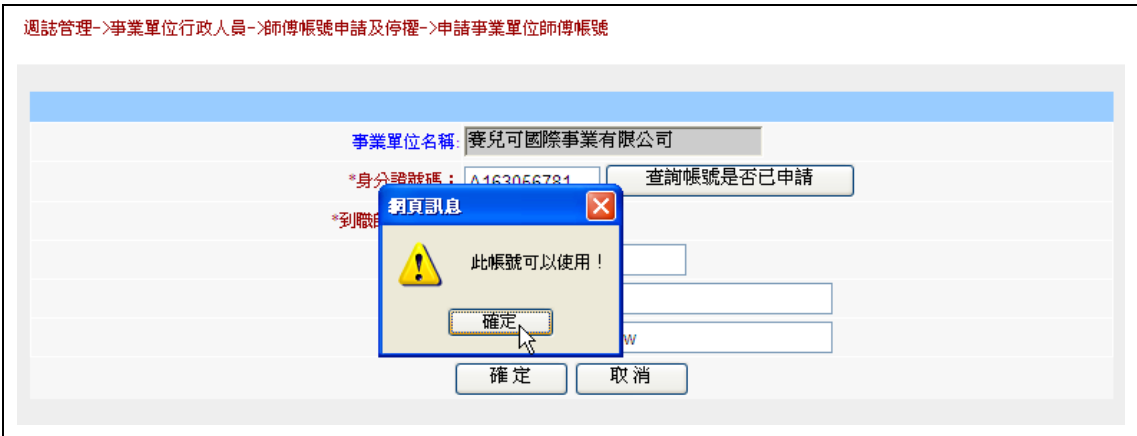 週誌管理->事業單位行政人員->師傅帳號申請及停權->申請事業單位師傅帳號
事業單位名稱: 賽兒可國際事業有限公司
*身分證號碼： A163056781 查詢帳號是否已申請
*到職
網頁訊息
此帳號可以使用！
確定
w
確定 取消